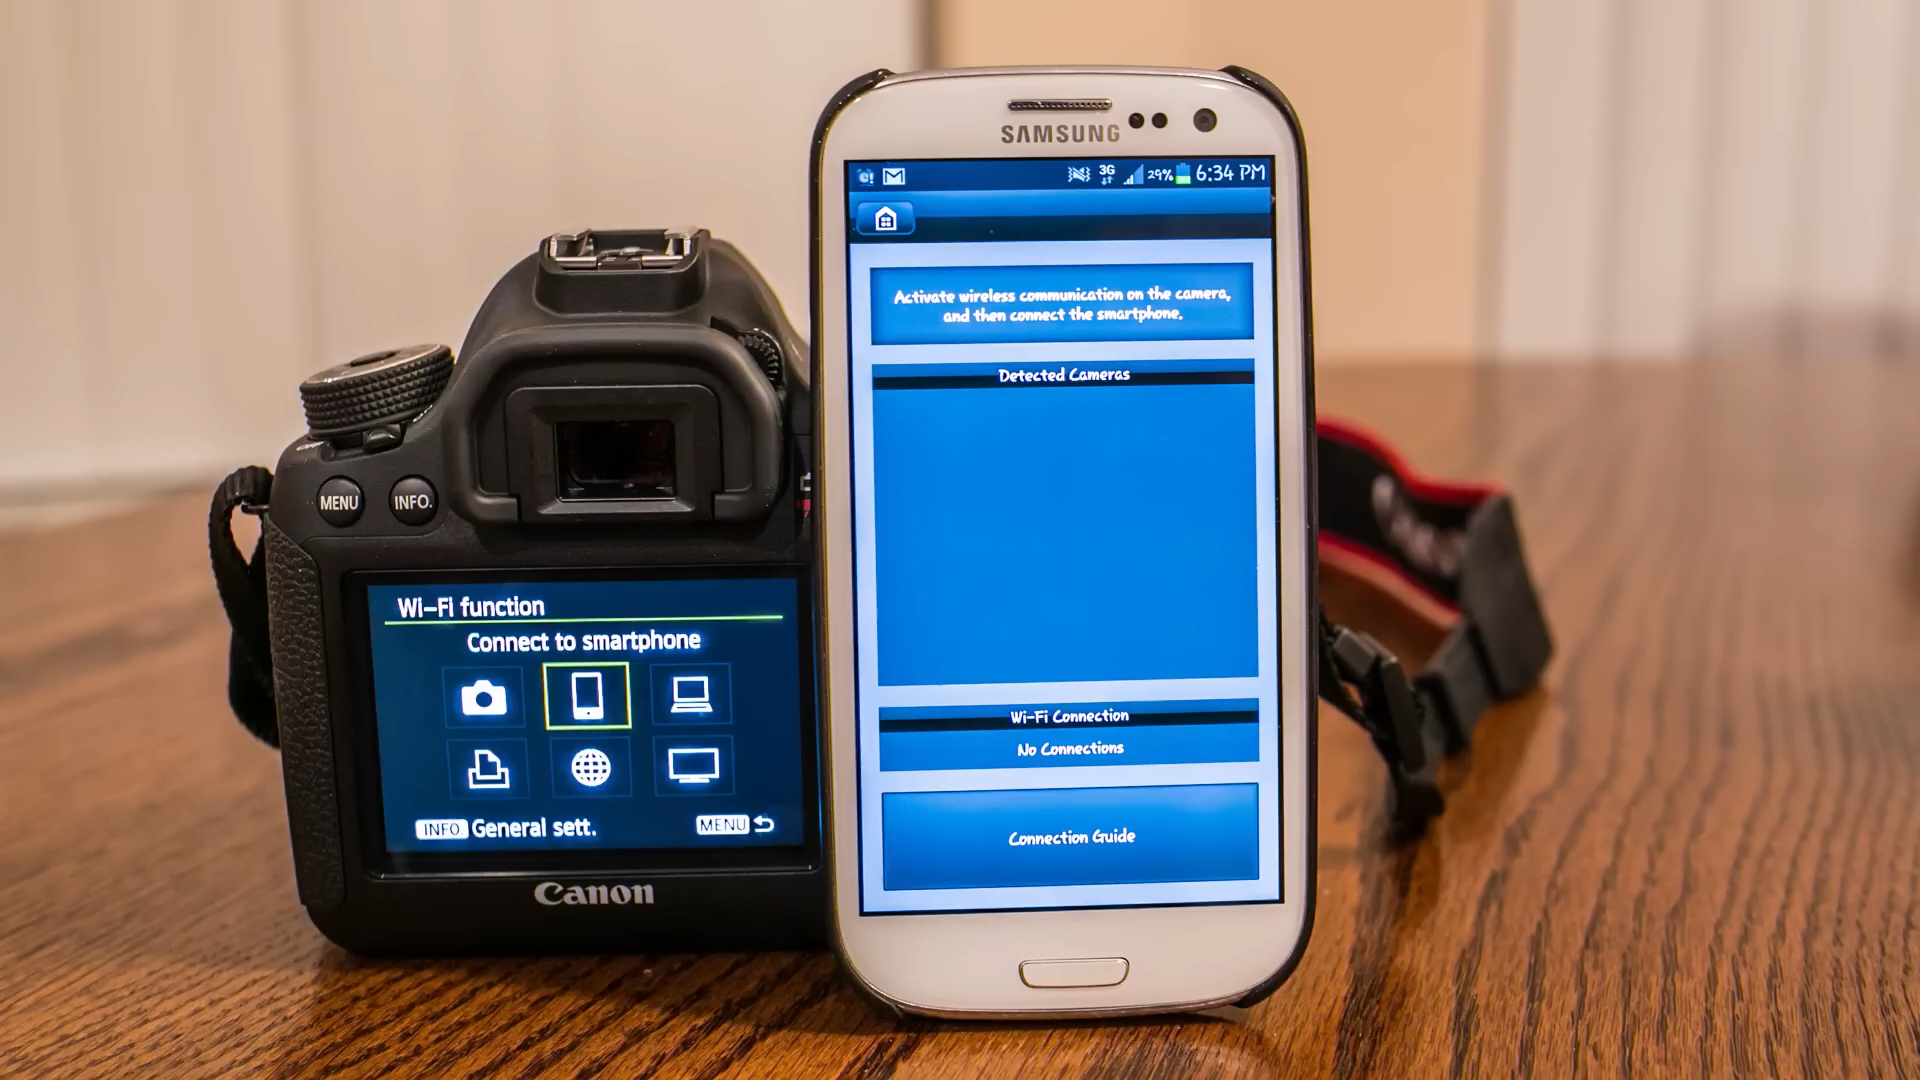 SAMSUNG
3G
29%
6:34 PM
Activate wireless communication on the camera,
and then connect the smartphone.
Detected Cameras
Wi-Fi Connection
No Connections
Connection Guide
MENU
INFO.
Wi-Fi function
Connect to smartphone
INFO General sett.
MENU
Canon